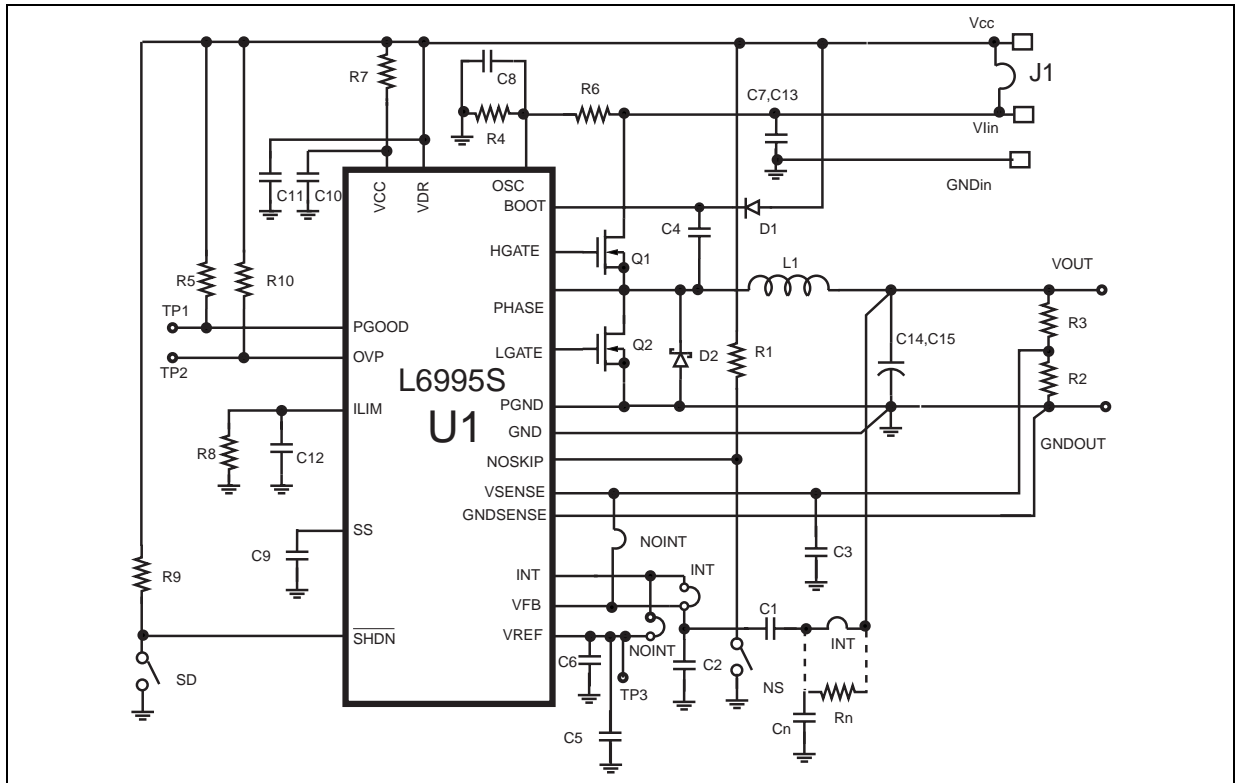 Vcc
R7
C8
J1
R6
C7,C13
R4
VIin
C11
C10
VCC
VDR
OSC
GNDin
BOOT
C4
D1
HGATE
Q1
L1
VOUT
R5
R10
TP1
PHASE
R3
PGOOD
C14,C15
Q2
D2
R1
OVP
LGATE
TP2
R2
L6995S
U1
ILIM
PGND
GND
GNDOUT
R8
C12
NOSKIP
VSENSE
GNDSENSE
SS
C9
NOINT
C3
R9
INT
INT
VFB
C1
SHDN
VREF
NOINT
INT
C6
C2
SD
TP3
NS
Rn
Cn
C5